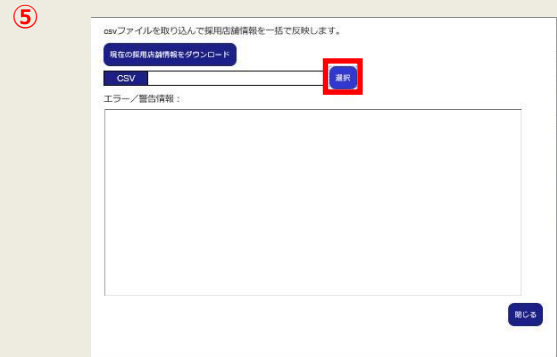 ⑤
csvファイルを取り込んで採用店舗情報を一括で反映します。
現在の採用店舗情報をダウンロード
CSV
選択
エラー／警告情報：
閉じる